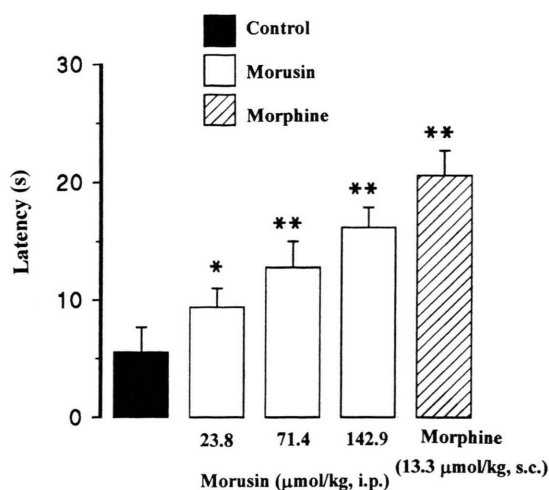 Control
Morusin
Morphine
Latency (s)
30
20
10
0
*
**
**
**
23.8 71.4 142.9 Morphine
(13.3 μmol/kg, s.c.)
Morusin (μmol/kg, i.p.)